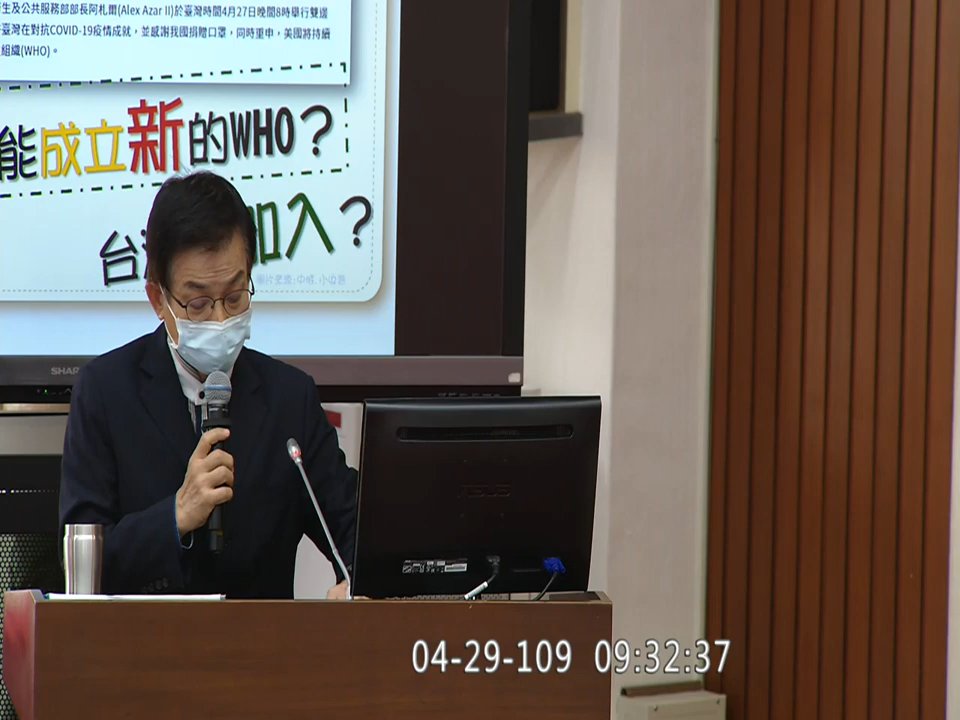 生及公共服務部部長阿札爾(Alex Azar II)於臺灣時間4月27日晚間8時舉行雙邊
臺灣在對抗COVID-19疫情成就，並感謝我國捐贈口罩，同時重申，美國將持續
組織(WHO)。
能成立新的WHO？
台 加入？
SHAR
ASUS
04-29-109 09:32:37